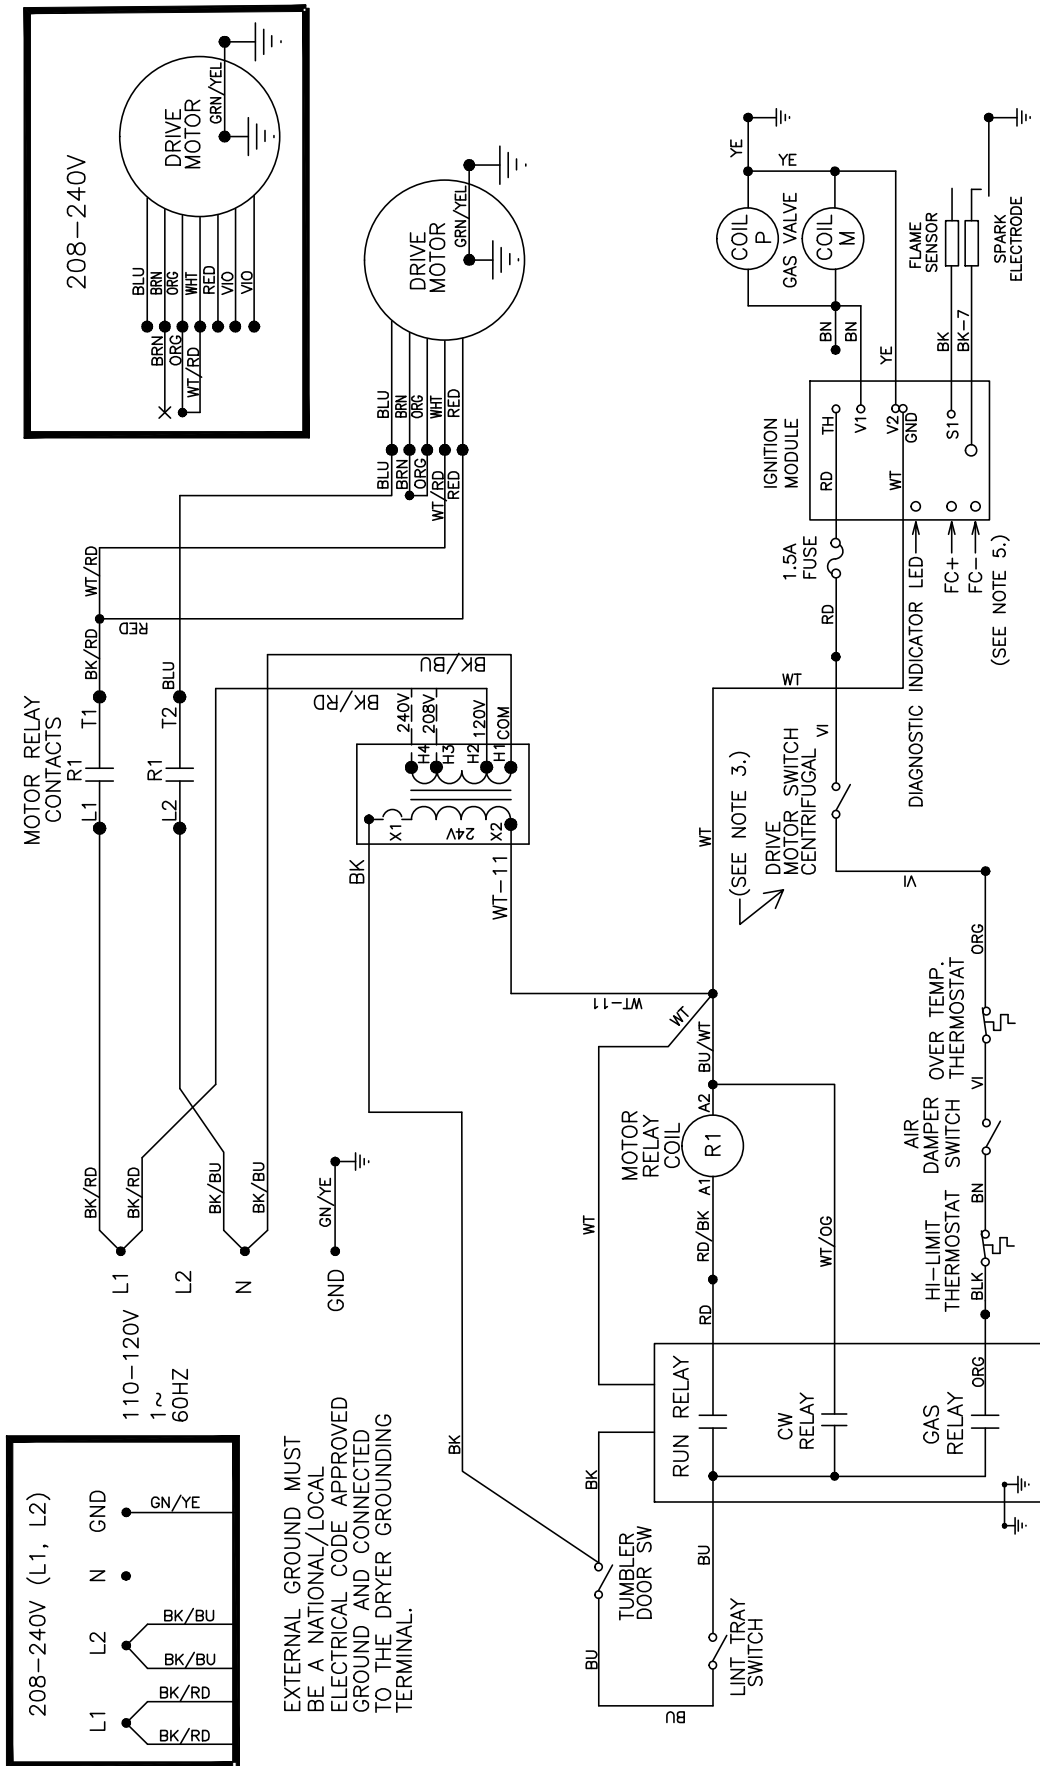 208-240V (L1, L2)
L1
L2
N
GND
BK/RD
BK/RD
BK/BU
BK/BU
GN/YE
EXTERNAL GROUND MUST
BE A NATIONAL/LOCAL
ELECTRICAL CODE APPROVED
GROUND AND CONNECTED
TO THE DRYER GROUNDING
TERMINAL.
110-120V
1~
60HZ
L1
L2
N
GND
BK/RD
BK/RD
BK/BU
BK/BU
GN/YE
MOTOR RELAY
CONTACTS
R1
L1
T1
R1
L2
T2
BK/RD
BLU
WT/RD
RED
BK/BU
BK/RD
208-240V
DRIVE
MOTOR
GRN/YEL
BLU
BRN
ORG
WHT
RED
VIO
VIO
BRN
ORG
WT/RD
DRIVE
MOTOR
GRN/YEL
BLU
BRN
ORG
WHT
RED
BLU
BRN
ORG
WT/RD
RED
240V
208V
120V
COM
H4
H3
H2
H1
X1
24V
X2
BK
WT-11
WT-11
BK
TUMBLER
DOOR SW
BK
BU
BU
LINT TRAY
SWITCH
BU
RUN RELAY
CW
RELAY
GAS
RELAY
WT
WT
RD
RD/BK
A1
R1
A2
MOTOR
RELAY
COIL
BU/WT
WT/OG
WT
WT
ORG
BLK
HI-LIMIT
THERMOSTAT
BN
AIR
DAMPER
SWITCH
VI
OVER TEMP.
THERMOSTAT
ORG
VI
(SEE NOTE 3.)
DRIVE
MOTOR SWITCH
CENTRIFUGAL
VI
RD
1.5A
FUSE
RD
IGNITION
MODULE
TH
V1
V2
GND
S1
WT
DIAGNOSTIC INDICATOR LED
FC+
FC-
(SEE NOTE 5.)
BN
BN
YE
BK
BK-7
COIL
P
GAS VALVE
COIL
M
YE
YE
FLAME
SENSOR
SPARK
ELECTRODE